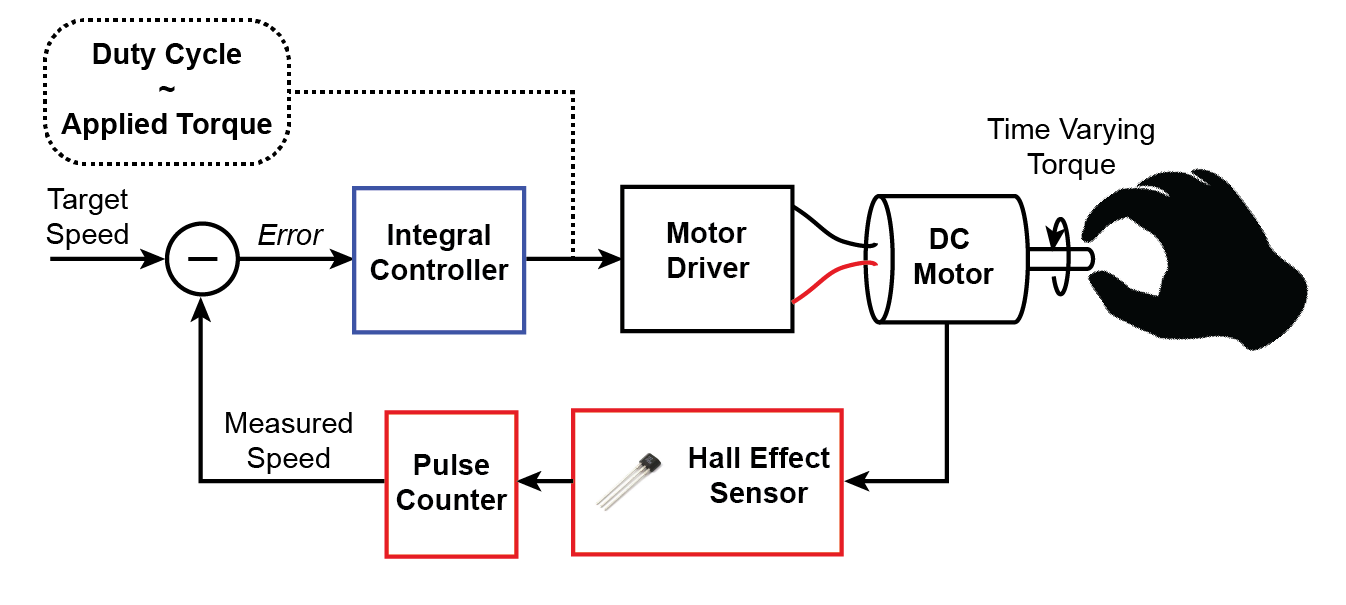 Duty Cycle
~
Applied Torque
Time Varying
Torque
Target
Speed
−
Error
Integral
Controller
Motor
Driver
DC
Motor
Measured
Speed
Pulse
Counter
Hall Effect
Sensor